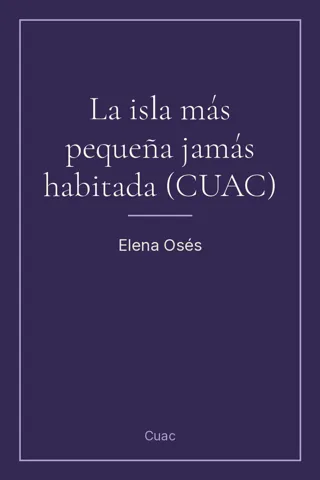 La isla más
pequeña jamás
habitada (CUAC)
Elena Osés
Cuac